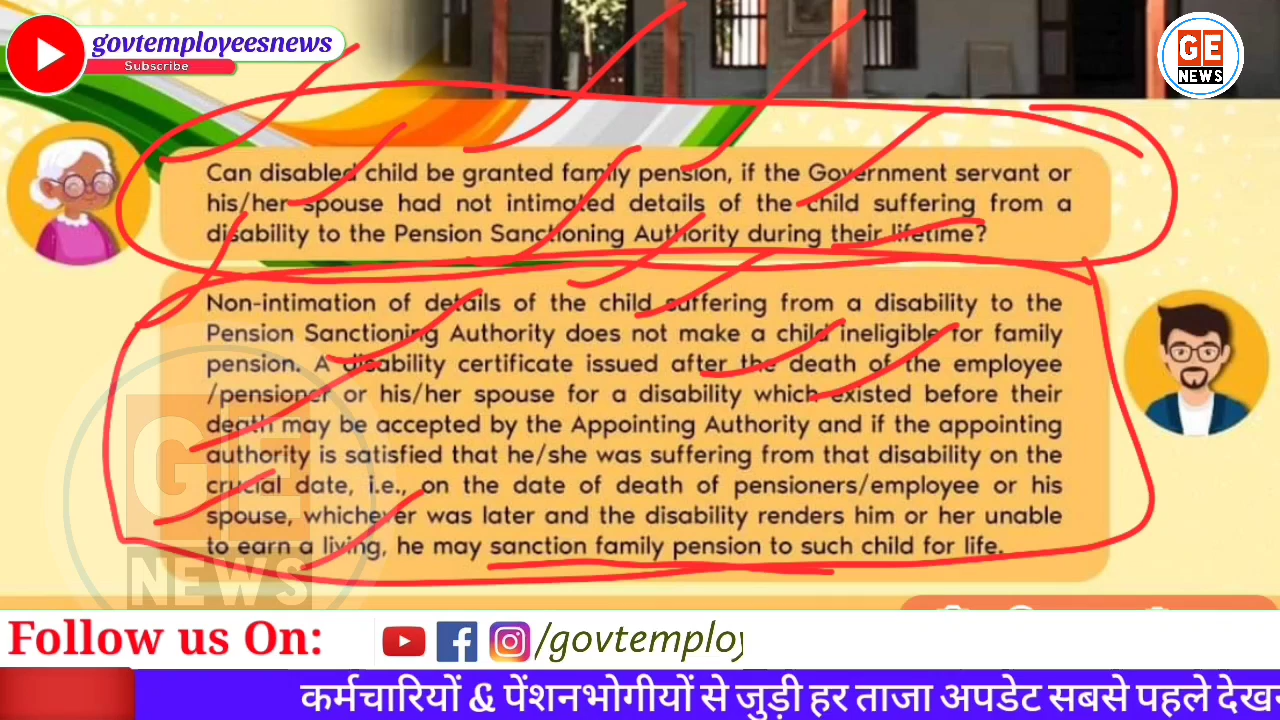 govtemployeesnews
Subscribe
GE
NEWS
Can disabled child be granted family pension, if the Government servant or
his/her spouse had not intimated details of the child suffering from a
disability to the Pension Sanctioning Authority during their lifetime?
Non-intimation of details of the child suffering from a disability to the
Pension Sanctioning Authority does not make a child ineligible for family
pension. A disability certificate issued after the death of the employee
/pensioner or his/her spouse for a disability which existed before their
death may be accepted by the Appointing Authority and if the appointing
authority is satisfied that he/she was suffering from that disability on the
crucial date, i.e., on the date of death of pensioners/employee or his
spouse, whichever was later and the disability renders him or her unable
to earn a living, he may sanction family pension to such child for life.
GE
NEWS
Follow us On:
/govtemploy
कर्मचारियों & पेंशनभोगीयों से जुड़ी हर ताजा अपडेट सबसे पहले देख